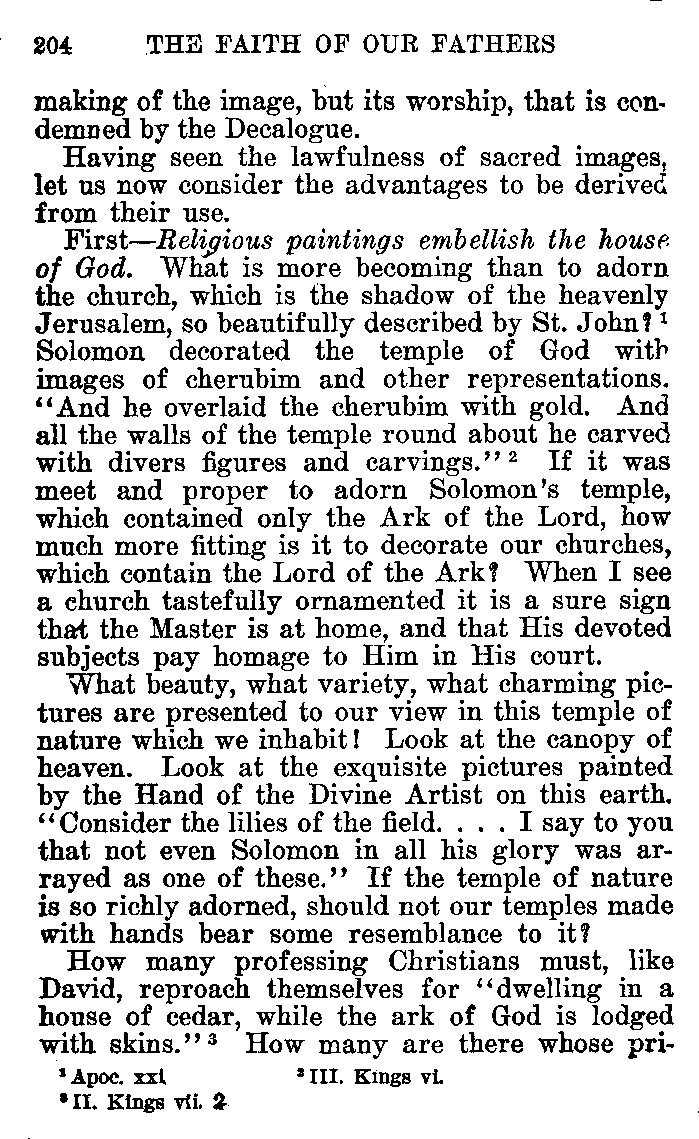 204 THE FAITH OF OUR FATHERS
making of the image, but its worship, that is con-
demned by the Decalogue.
Having seen the lawfulness of sacred images,
let us now consider the advantages to be derived
from their use.
First—Religious paintings embellish the house
of God. What is more becoming than to adorn
the church, which is the shadow of the heavenly
Jerusalem, so beautifully described by St. John? ¹
Solomon decorated the temple of God with
images of cherubim and other representations.
“And he overlaid the cherubim with gold. And
all the walls of the temple round about he carved
with divers figures and carvings.” ² If it was
meet and proper to adorn Solomon's temple,
which contained only the Ark of the Lord, how
much more fitting is it to decorate our churches,
which contain the Lord of the Ark? When I see
a church tastefully ornamented it is a sure sign
that the Master is at home, and that His devoted
subjects pay homage to Him in His court.
What beauty, what variety, what charming pic-
tures are presented to our view in this temple of
nature which we inhabit! Look at the canopy of
heaven. Look at the exquisite pictures painted
by the Hand of the Divine Artist on this earth.
“Consider the lilies of the field. . . . I say to you
that not even Solomon in all his glory was ar-
rayed as one of these.” If the temple of nature
is so richly adorned, should not our temples made
with hands bear some resemblance to it?
How many professing Christians must, like
David, reproach themselves for “dwelling in a
house of cedar, while the ark of God is lodged
with skins.” ³ How many are there whose pri-
¹ Apoc. xxi. ² III. Kings vi.
³ II. Kings vii. 2.